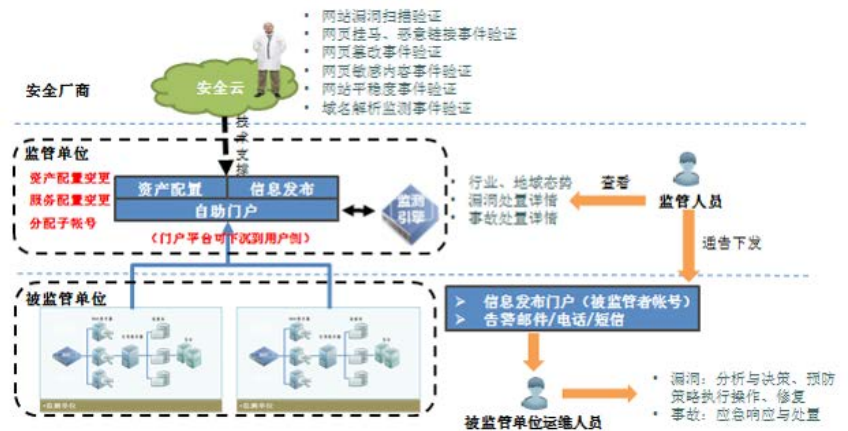 网站漏洞扫描验证
网页挂马、恶意链接事件验证
网页篡改事件验证
网页敏感内容事件验证
网站平稳度事件验证
域名解析监测事件验证
安全云
安全厂商
技术支撑
监管单位
资产配置变更
服务配置变更
分配子帐号
资产配置
信息发布
自助门户
(门户平台可下沉到用户侧)
监测
引擎
行业、地域态势
漏洞处置详情
事故处置详情
查看
监管人员
通告下发
被监管单位
信息发布门户(被监管者帐号)
告警邮件/电话/短信
被监管单位运维人员
漏洞:分析与决策、预防
策略执行操作、修复
事故:应急响应与处置